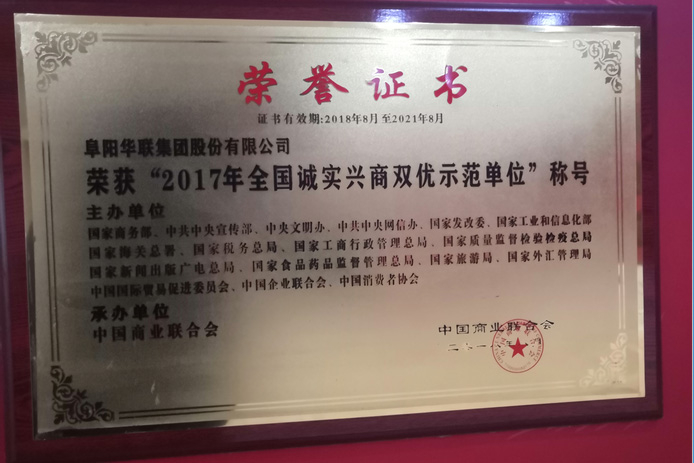 荣誉证书
证书有效期:2018年8月至2021年8月
阜阳华联集团股份有限公司
荣获“2017年全国诚实兴商双优示范单位”称号
主办单位
国家商务部、中共中央宣传部、中央文明办、中共中央网信办、国家发改委、国家工业和信息化部
国家海关总署、国家税务总局、国家工商行政管理总局、国家质量监督检验检疫总局
国家新闻出版广电总局、国家食品药品监督管理总局、国家旅游局、国家外汇管理局
中国国际贸易促进委员会、中国企业联合会、中国消费者协会
承办单位
中国商业联合会
中国商业联合会
二〇一八年 月